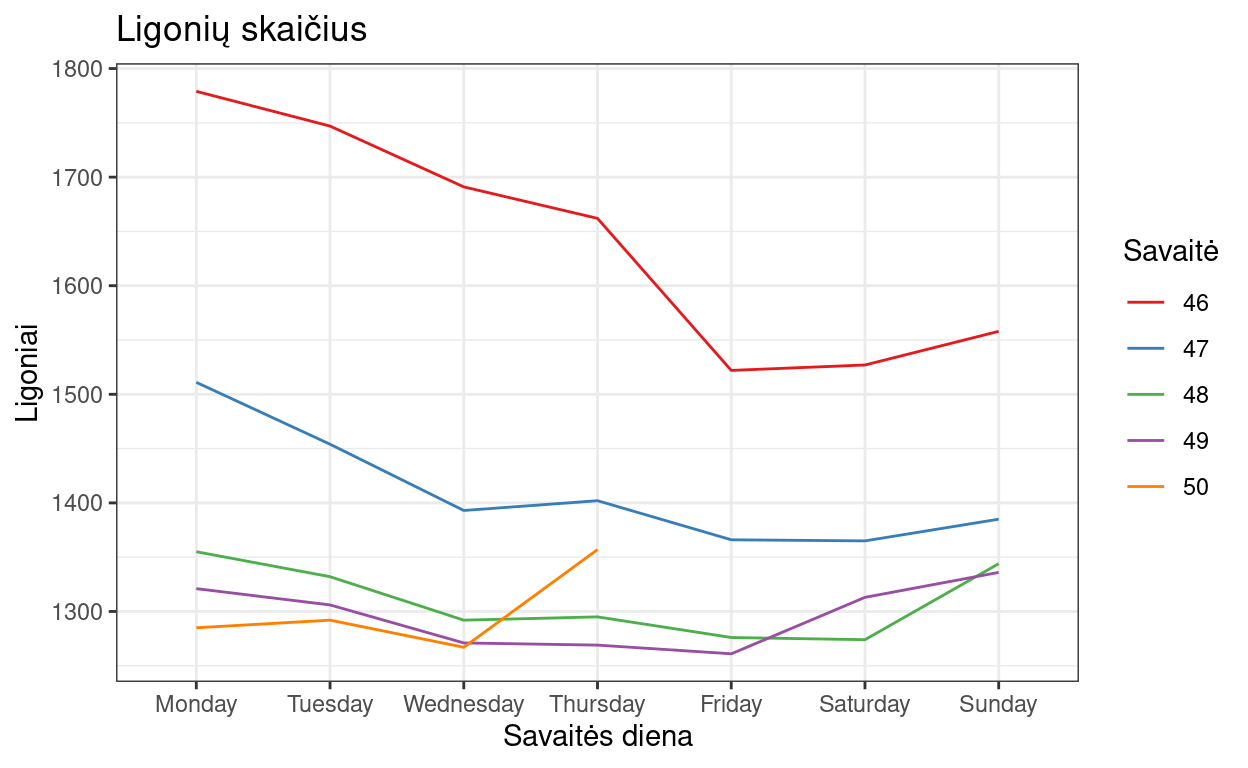 Ligonių skaičius
1800
1700
1600
1500
1400
1300
Ligoniai
Monday Tuesday Wednesday Thursday Friday Saturday Sunday
Savaitės diena
Savaitė
46
47
48
49
50